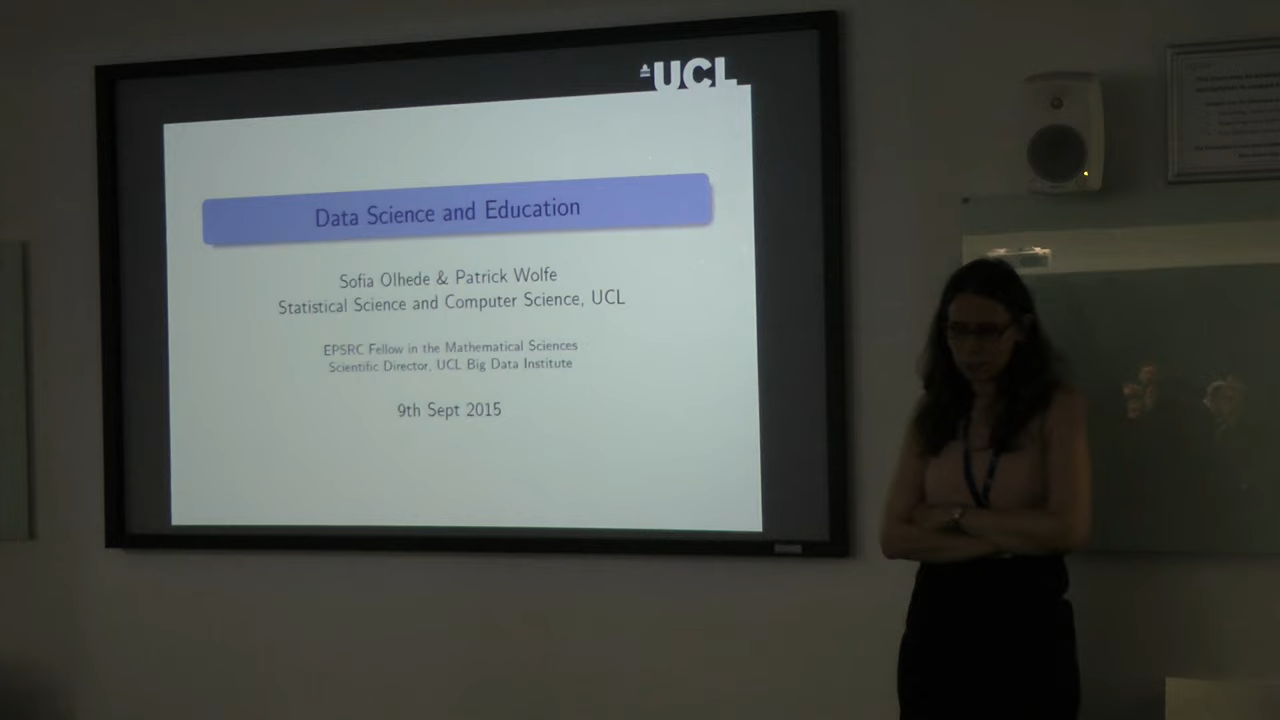 UCL
Data Science and Education
Sofia Olhede & Patrick Wolfe
Statistical Science and Computer Science, UCL
EPSRC Fellow in the Mathematical Sciences
Scientific Director, UCL Big Data Institute
9th Sept 2015